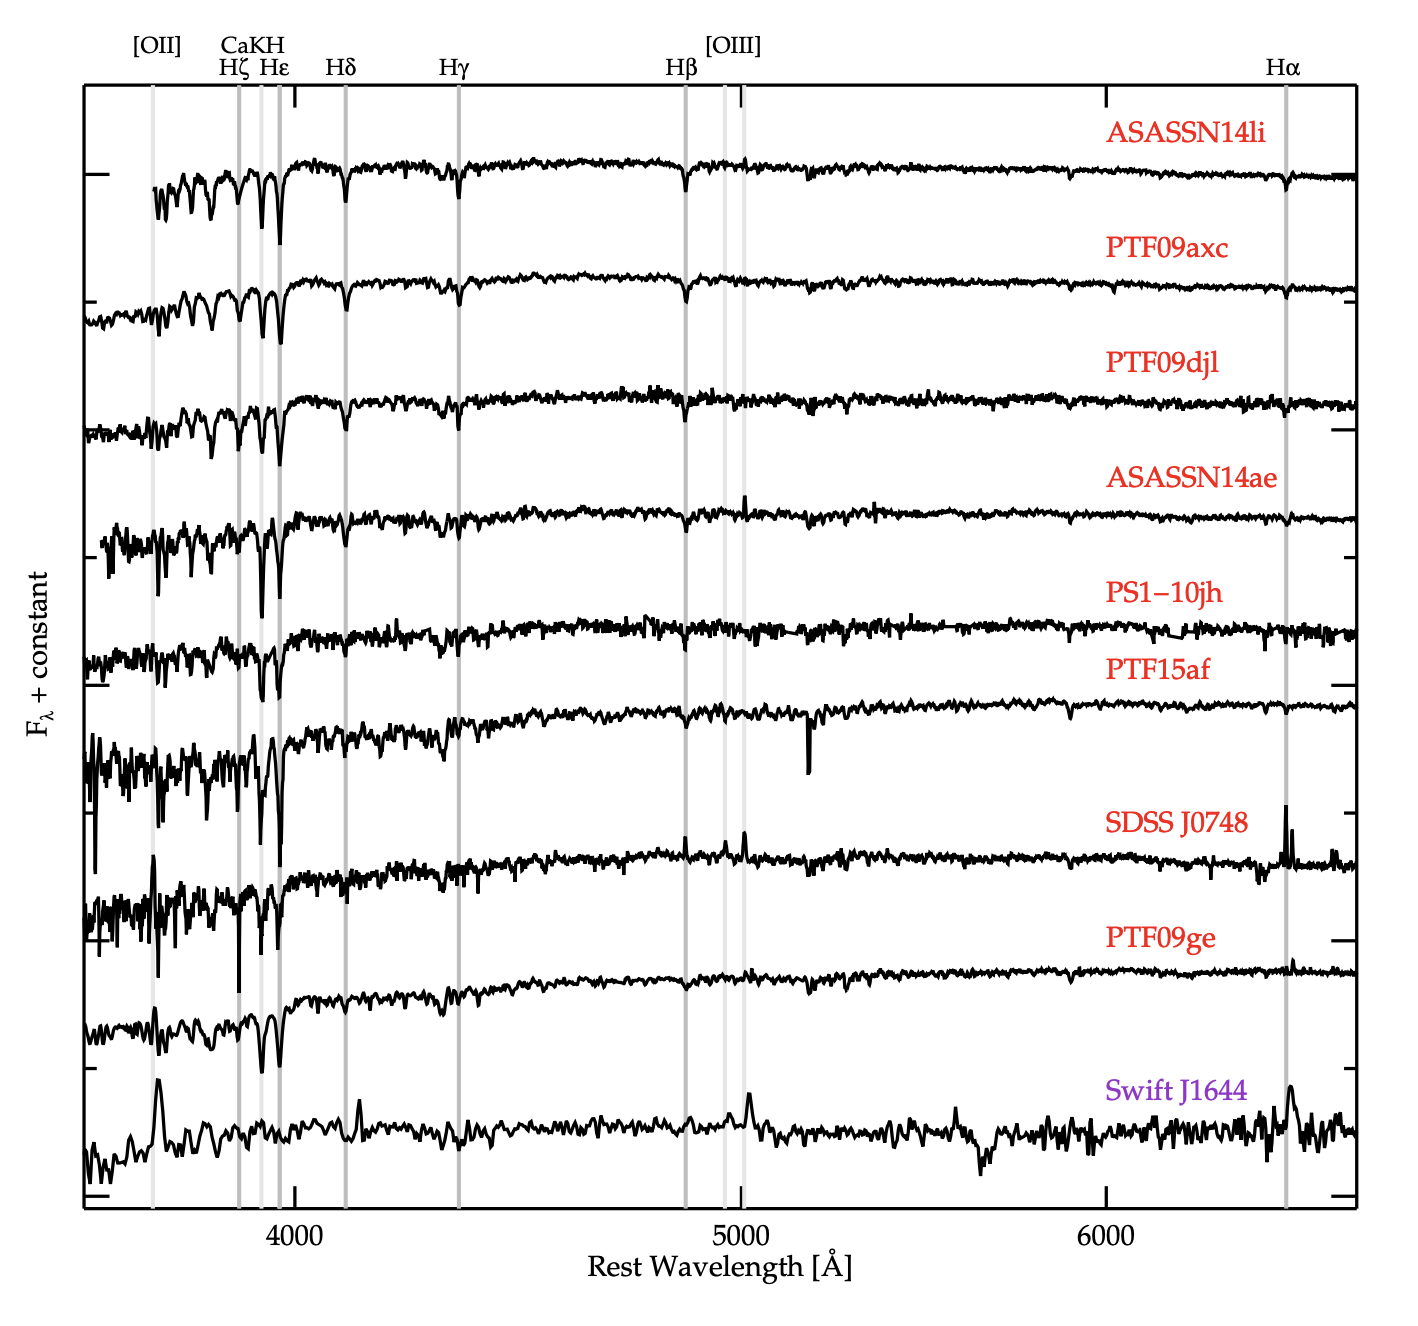 [OII] CaKH [OIII]
Hζ Hε Hδ Hγ Hβ Hα
ASASSN14li
PTF09axc
PTF09djl
ASASSN14ae
PS1−10jh
PTF15af
SDSS J0748
PTF09ge
Swift J1644
Fλ + constant
4000 5000 6000
Rest Wavelength [Å]